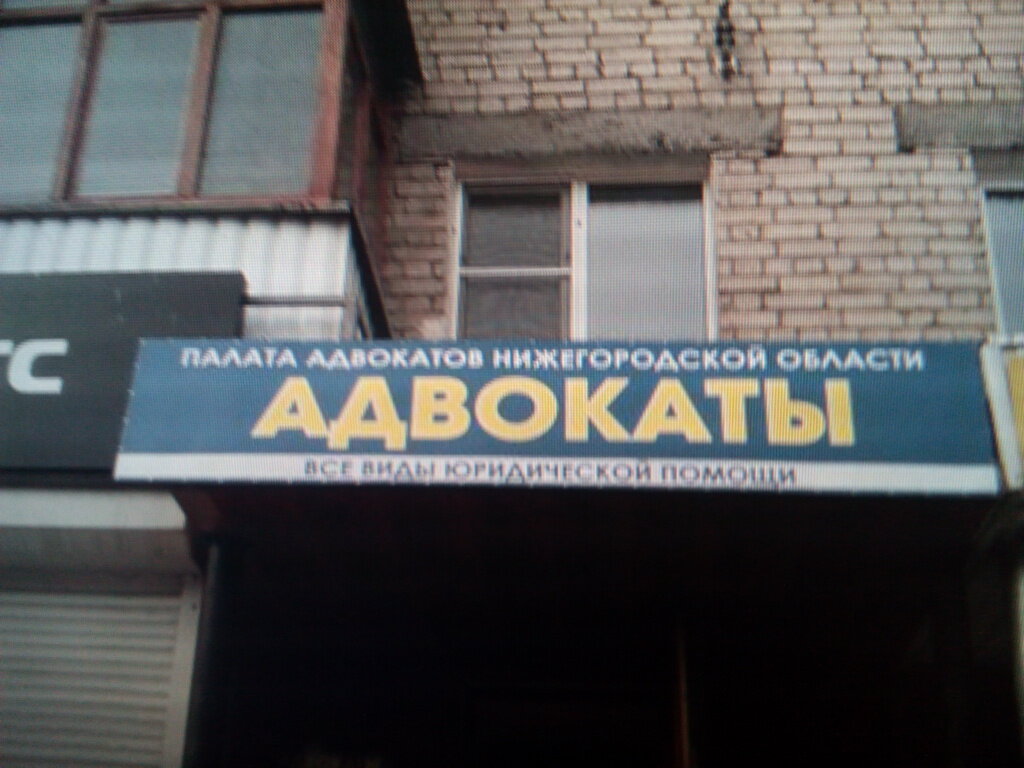 ПАЛАТА АДВОКАТОВ НИЖЕГОРОДСКОЙ ОБЛАСТИ
АДВОКАТЫ
ВСЕ ВИДЫ ЮРИДИЧЕСКОЙ ПОМОЩИ